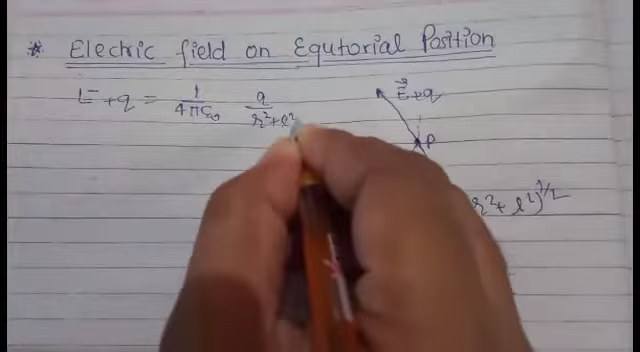 * Electric field on Equtorial Position
E+q = 1/4πε₀ q/r²+l²
E⃗+q
P
r²+ l²)^1/2